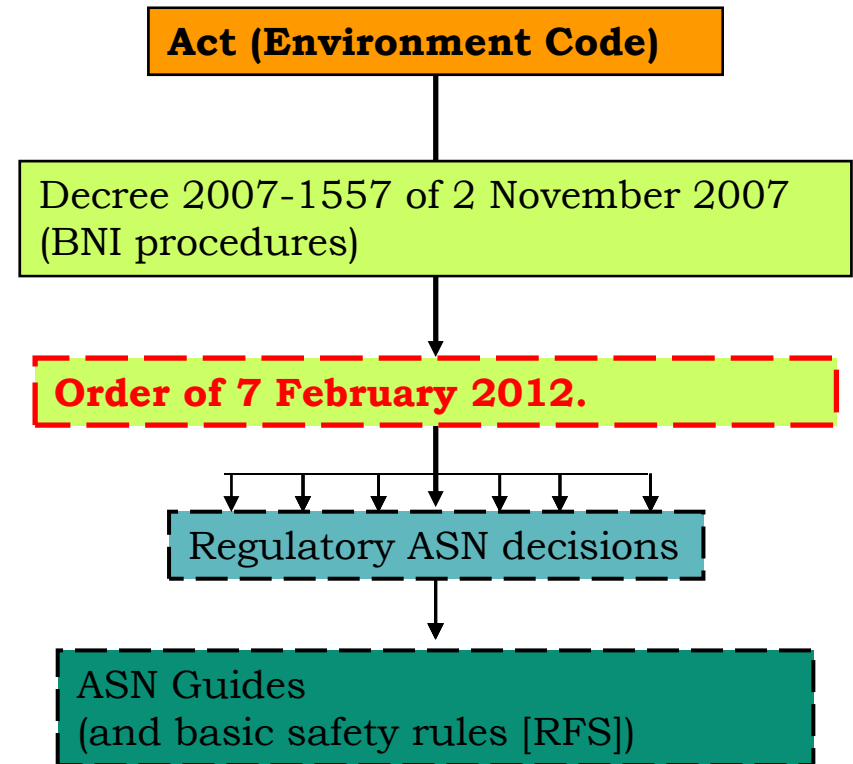 Act (Environment Code)
Decree 2007-1557 of 2 November 2007
(BNI procedures)
Order of 7 February 2012.
Regulatory ASN decisions
ASN Guides
(and basic safety rules [RFS])